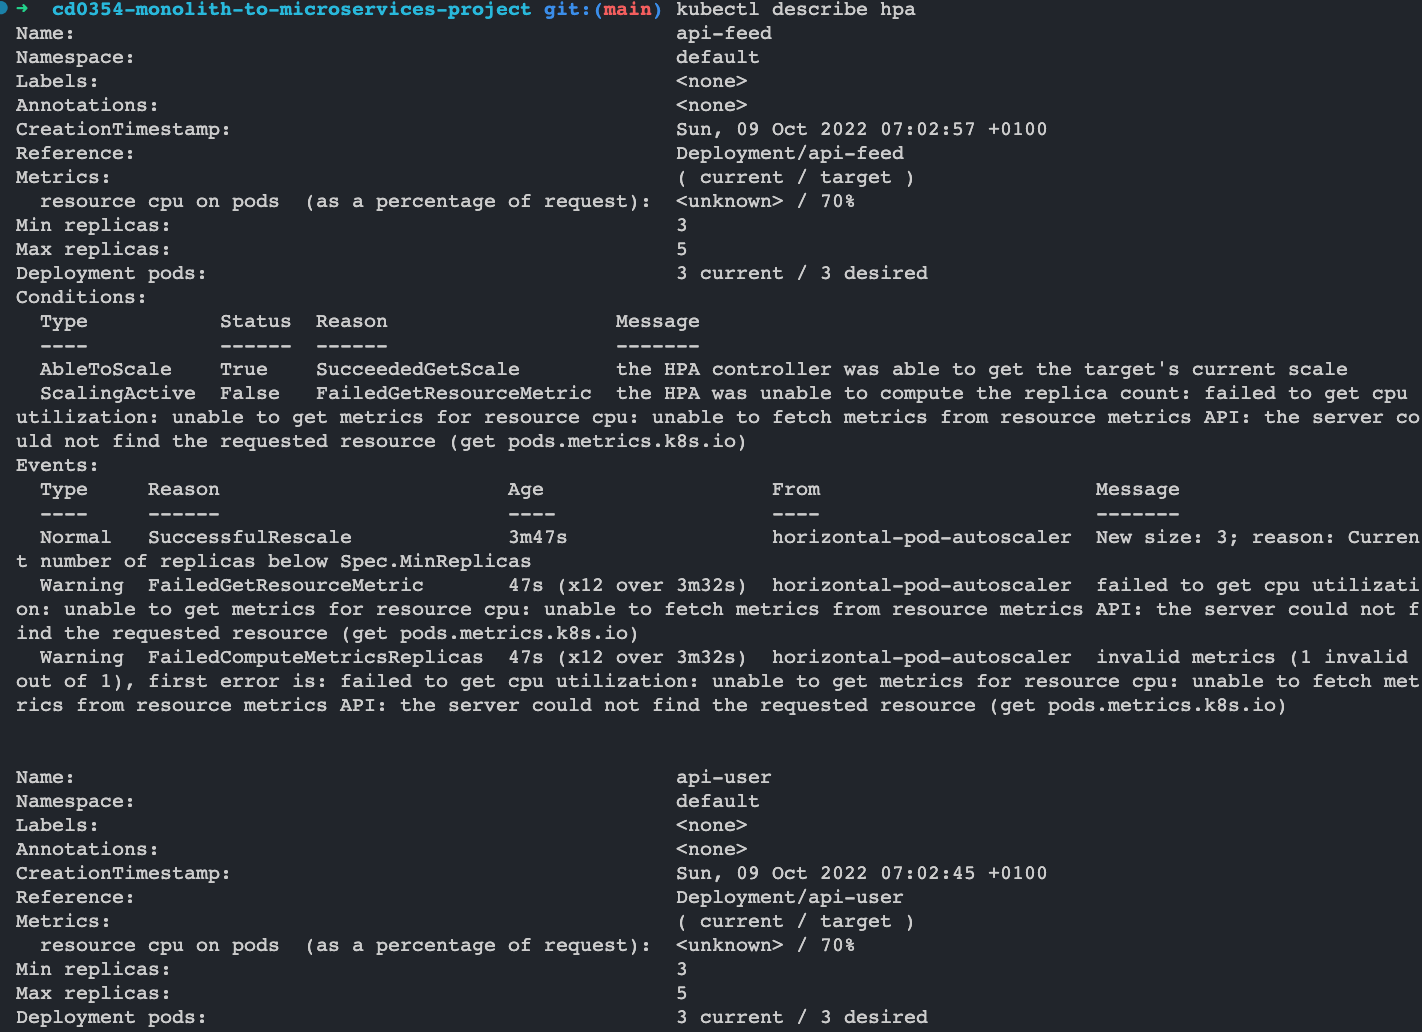 ➜  cd0354-monolith-to-microservices-project git:(main) kubectl describe hpa
Name:                                                  api-feed
Namespace:                                             default
Labels:                                                <none>
Annotations:                                           <none>
CreationTimestamp:                                     Sun, 09 Oct 2022 07:02:57 +0100
Reference:                                             Deployment/api-feed
Metrics:                                               ( current / target )
  resource cpu on pods  (as a percentage of request):  <unknown> / 70%
Min replicas:                                          3
Max replicas:                                          5
Deployment pods:                                       3 current / 3 desired
Conditions:
  Type           Status  Reason                   Message
  ----           ------  ------                   -------
  AbleToScale    True    SucceededGetScale        the HPA controller was able to get the target's current scale
  ScalingActive  False   FailedGetResourceMetric  the HPA was unable to compute the replica count: failed to get cpu
utilization: unable to get metrics for resource cpu: unable to fetch metrics from resource metrics API: the server co
uld not find the requested resource (get pods.metrics.k8s.io)
Events:
  Type     Reason                        Age                   From                       Message
  ----     ------                        ----                  ----                       -------
  Normal   SuccessfulRescale             3m47s                 horizontal-pod-autoscaler  New size: 3; reason: Curren
t number of replicas below Spec.MinReplicas
  Warning  FailedGetResourceMetric       47s (x12 over 3m32s)  horizontal-pod-autoscaler  failed to get cpu utilizati
on: unable to get metrics for resource cpu: unable to fetch metrics from resource metrics API: the server could not f
ind the requested resource (get pods.metrics.k8s.io)
  Warning  FailedComputeMetricsReplicas  47s (x12 over 3m32s)  horizontal-pod-autoscaler  invalid metrics (1 invalid
out of 1), first error is: failed to get cpu utilization: unable to get metrics for resource cpu: unable to fetch met
rics from resource metrics API: the server could not find the requested resource (get pods.metrics.k8s.io)
Name:                                                  api-user
Namespace:                                             default
Labels:                                                <none>
Annotations:                                           <none>
CreationTimestamp:                                     Sun, 09 Oct 2022 07:02:45 +0100
Reference:                                             Deployment/api-user
Metrics:                                               ( current / target )
  resource cpu on pods  (as a percentage of request):  <unknown> / 70%
Min replicas:                                          3
Max replicas:                                          5
Deployment pods:                                       3 current / 3 desired